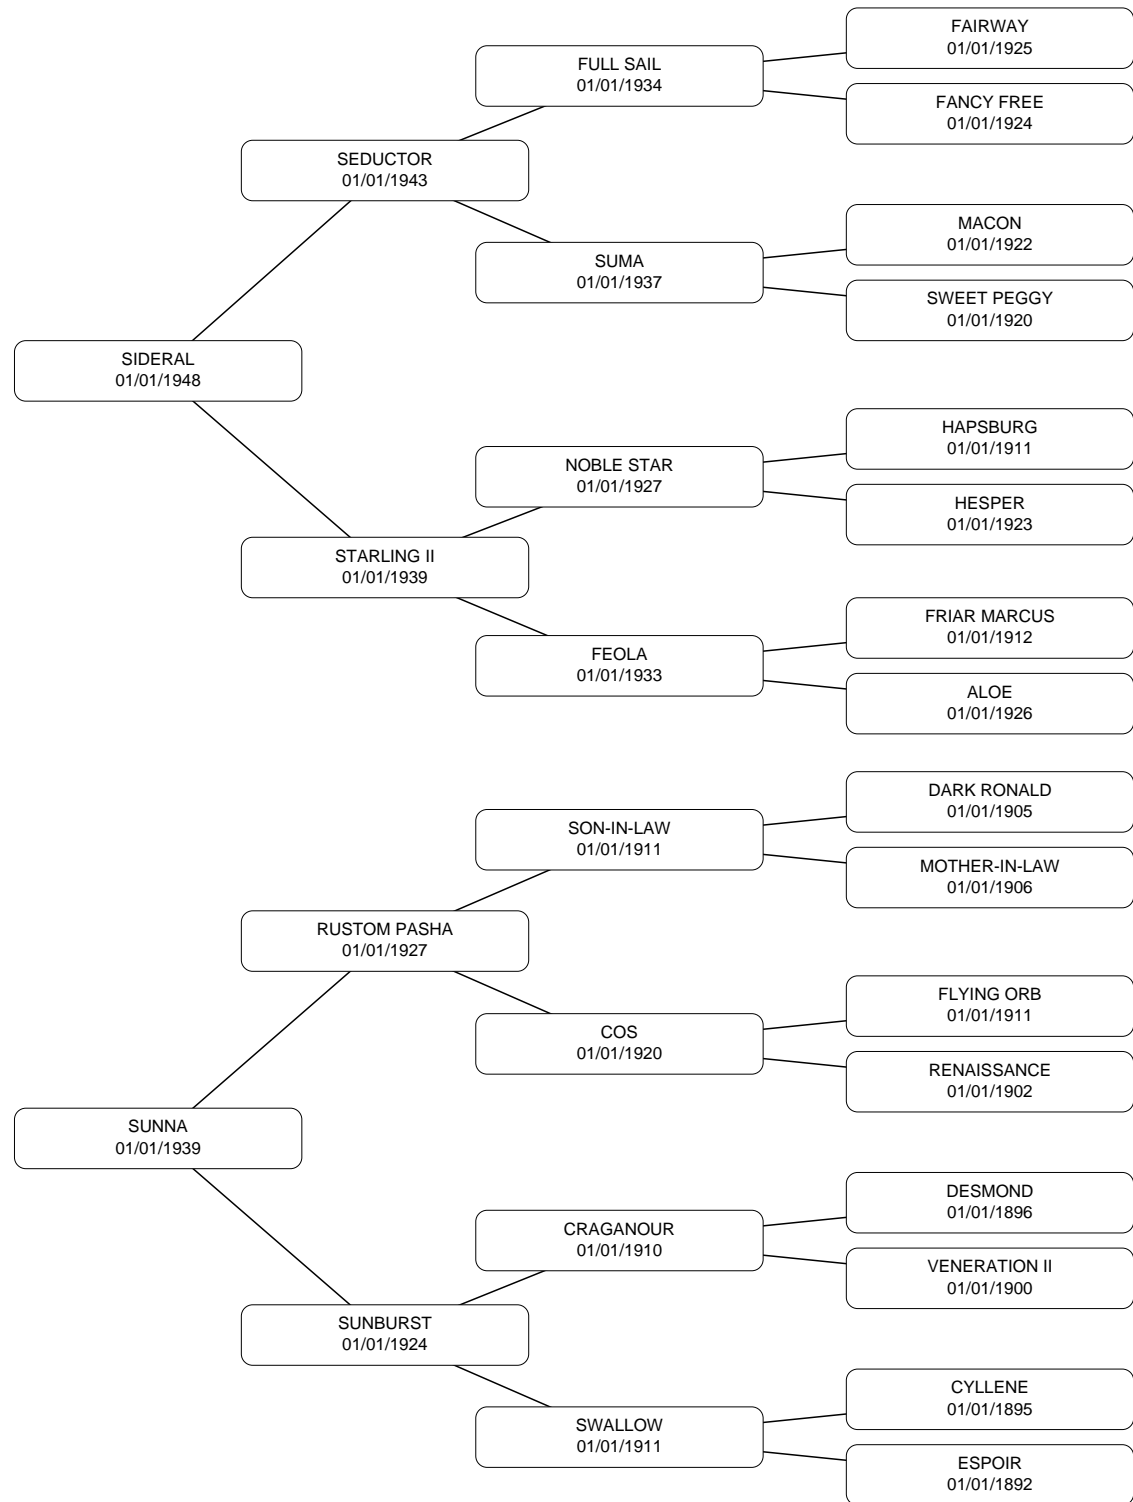 FAIRWAY
01/01/1925
FULL SAIL
01/01/1934
FANCY FREE
01/01/1924
SEDUCTOR
01/01/1943
MACON
01/01/1922
SUMA
01/01/1937
SWEET PEGGY
01/01/1920
SIDERAL
01/01/1948
HAPSBURG
01/01/1911
NOBLE STAR
01/01/1927
HESPER
01/01/1923
STARLING II
01/01/1939
FRIAR MARCUS
01/01/1912
FEOLA
01/01/1933
ALOE
01/01/1926
DARK RONALD
01/01/1905
SON-IN-LAW
01/01/1911
MOTHER-IN-LAW
01/01/1906
RUSTOM PASHA
01/01/1927
FLYING ORB
01/01/1911
COS
01/01/1920
RENAISSANCE
01/01/1902
SUNNA
01/01/1939
DESMOND
01/01/1896
CRAGANOUR
01/01/1910
VENERATION II
01/01/1900
SUNBURST
01/01/1924
CYLLENE
01/01/1895
SWALLOW
01/01/1911
ESPOIR
01/01/1892